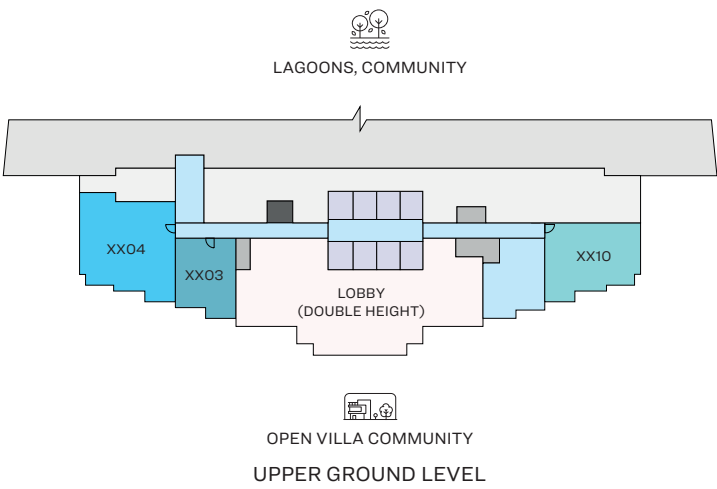 LAGOONS, COMMUNITY
XX04
XX03
XX10
LOBBY
(DOUBLE HEIGHT)
OPEN VILLA COMMUNITY
UPPER GROUND LEVEL